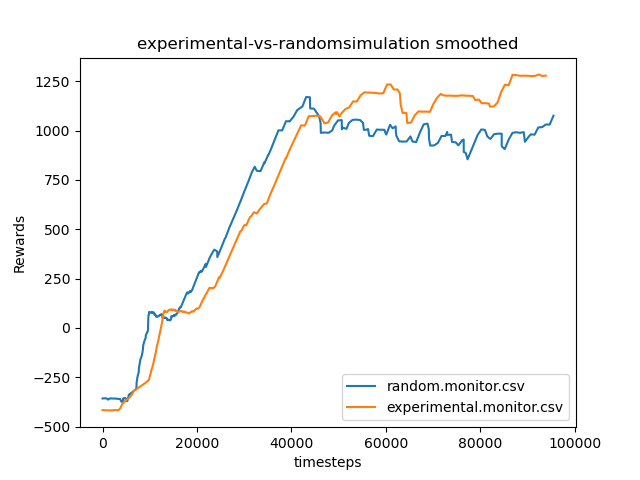 experimental-vs-randomsimulation smoothed
1250
1000
750
500
250
0
−250
−500
Rewards
0
20000
40000
60000
80000
100000
timesteps
random.monitor.csv
experimental.monitor.csv